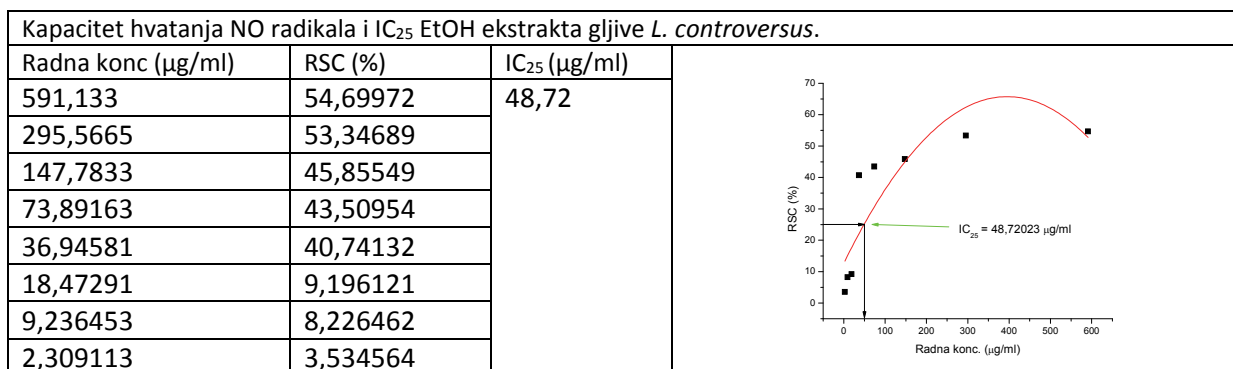 Kapacitet hvatanja NO radikala i IC25 EtOH ekstrakta gljive L. controversus.
Radna konc (µg/ml) RSC (%) IC25 (µg/ml)
591,133 54,69972 48,72
295,5665 53,34689
147,7833 45,85549
73,89163 43,50954
36,94581 40,74132
18,47291 9,196121
9,236453 8,226462
2,309113 3,534564
70
60
50
40
30
20
10
0
RSC (%)
IC25 = 48,72023 µg/ml
0 100 200 300 400 500 600
Radna konc. (µg/ml)